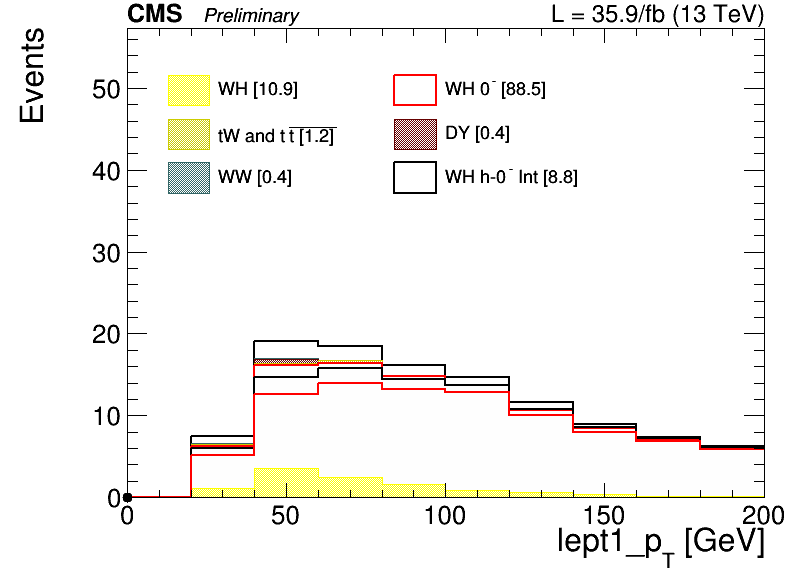 CMS Preliminary L = 35.9/fb (13 TeV)
Events
WH [10.9] WH 0⁻ [88.5]
tW and t t̅ [1.2] DY [0.4]
WW [0.4] WH h-0⁻ Int [8.8]
50
40
30
20
10
0
0 50 100 150 200
lept1_p_T [GeV]